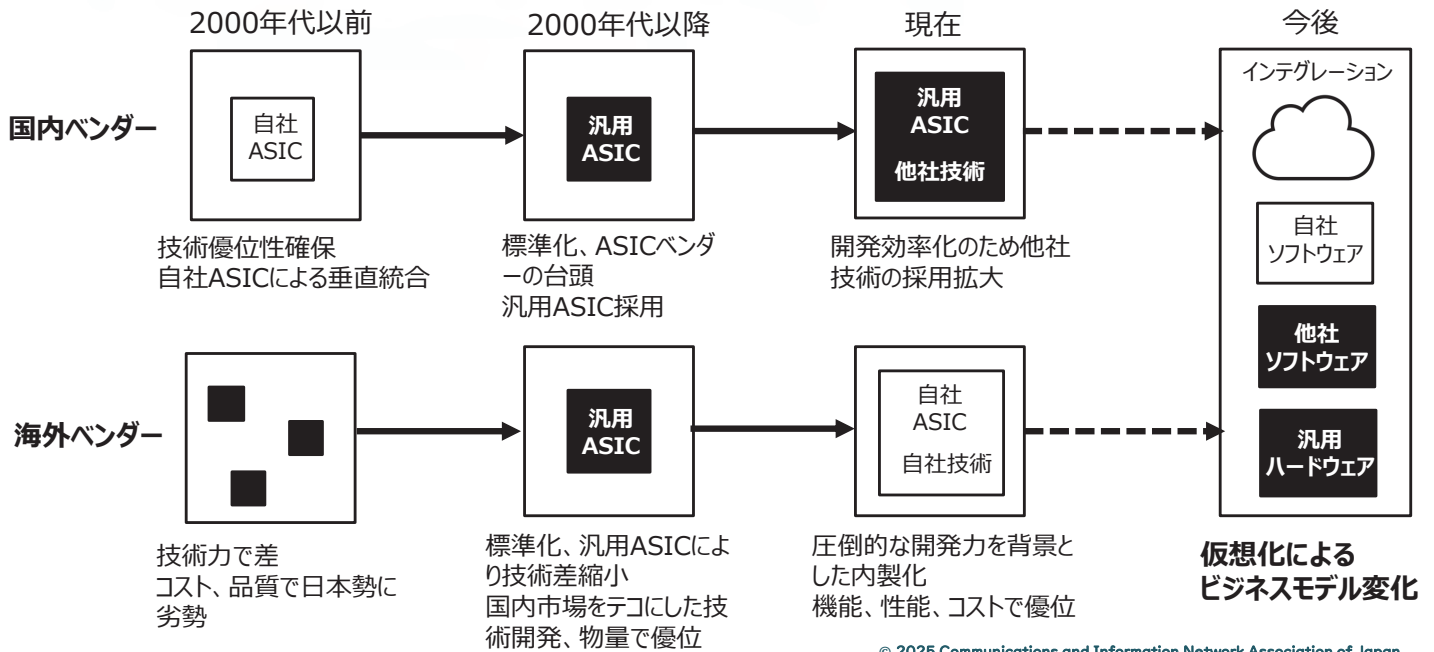 2000年代以前
2000年代以降
現在
今後
国内ベンダー
自社
ASIC
汎用
ASIC
汎用
ASIC
他社技術
技術優位性確保
自社ASICによる垂直統合
標準化、ASICベンダ
ーの台頭
汎用ASIC採用
開発効率化のため他社
技術の採用拡大
海外ベンダー
汎用
ASIC
自社
ASIC
自社技術
技術力で差
コスト、品質で日本勢に
劣勢
標準化、汎用ASICによ
り技術差縮小
国内市場をテコにした技
術開発、物量で優位
圧倒的な開発力を背景と
した内製化
機能、性能、コストで優位
インテグレーション
自社
ソフトウェア
他社
ソフトウェア
汎用
ハードウェア
仮想化による
ビジネスモデル変化
© 2025 Communications and Information Network Association of Japan